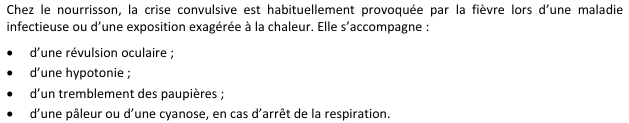 Chez le nourrisson, la crise convulsive est habituellement provoquée par la fièvre lors d’une maladie
infectieuse ou d’une exposition exagérée à la chaleur. Elle s’accompagne :
• d’une révulsion oculaire ;
• d’une hypotonie ;
• d’un tremblement des paupières ;
• d’une pâleur ou d’une cyanose, en cas d’arrêt de la respiration.